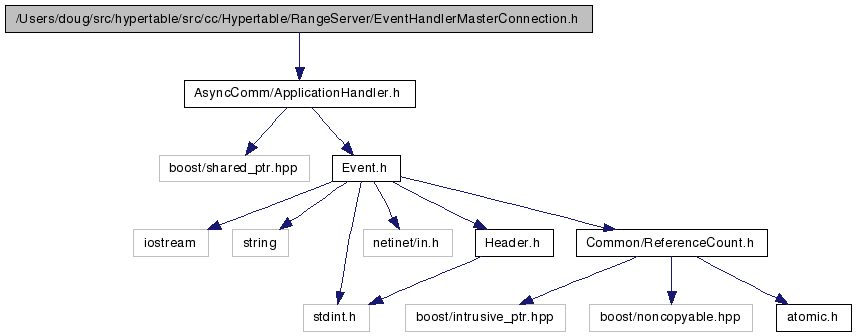 /Users/doug/src/hypertable/src/cc/Hypertable/RangeServer/EventHandlerMasterConnection.h
AsyncComm/ApplicationHandler.h
boost/shared_ptr.hpp
Event.h
iostream
string
netinet/in.h
Header.h
Common/ReferenceCount.h
stdint.h
boost/intrusive_ptr.hpp
boost/noncopyable.hpp
atomic.h